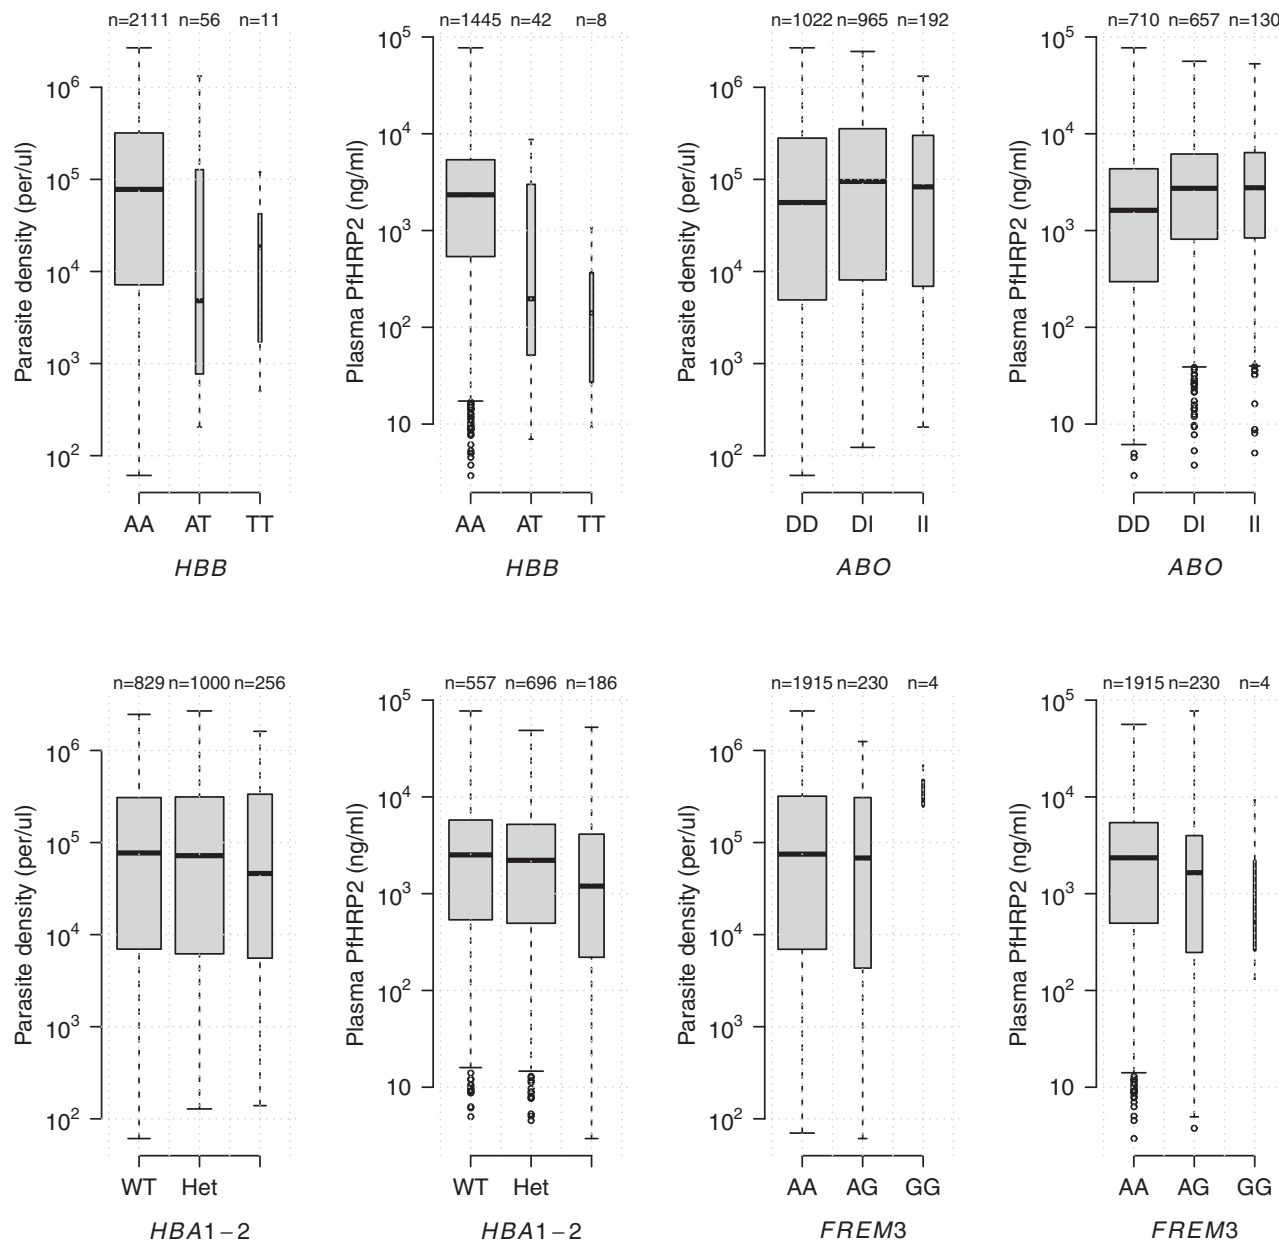 n=2111 n=56 n=11
Parasite density (per/ul)
10^6
10^5
10^4
10^3
10^2
AA AT TT
HBB
n=1445 n=42 n=8
Plasma PfHRP2 (ng/ml)
10^5
10^4
10^3
10^2
10
AA AT TT
HBB
n=1022 n=965 n=192
Parasite density (per/ul)
10^6
10^5
10^4
10^3
10^2
DD DI II
ABO
n=710 n=657 n=130
Plasma PfHRP2 (ng/ml)
10^5
10^4
10^3
10^2
10
DD DI II
ABO
n=829 n=1000 n=256
Parasite density (per/ul)
10^6
10^5
10^4
10^3
10^2
WT Het
HBA1−2
n=557 n=696 n=186
Plasma PfHRP2 (ng/ml)
10^5
10^4
10^3
10^2
10
WT Het
HBA1−2
n=1915 n=230 n=4
Parasite density (per/ul)
10^6
10^5
10^4
10^3
10^2
AA AG GG
FREM3
n=1915 n=230 n=4
Plasma PfHRP2 (ng/ml)
10^5
10^4
10^3
10^2
10
AA AG GG
FREM3